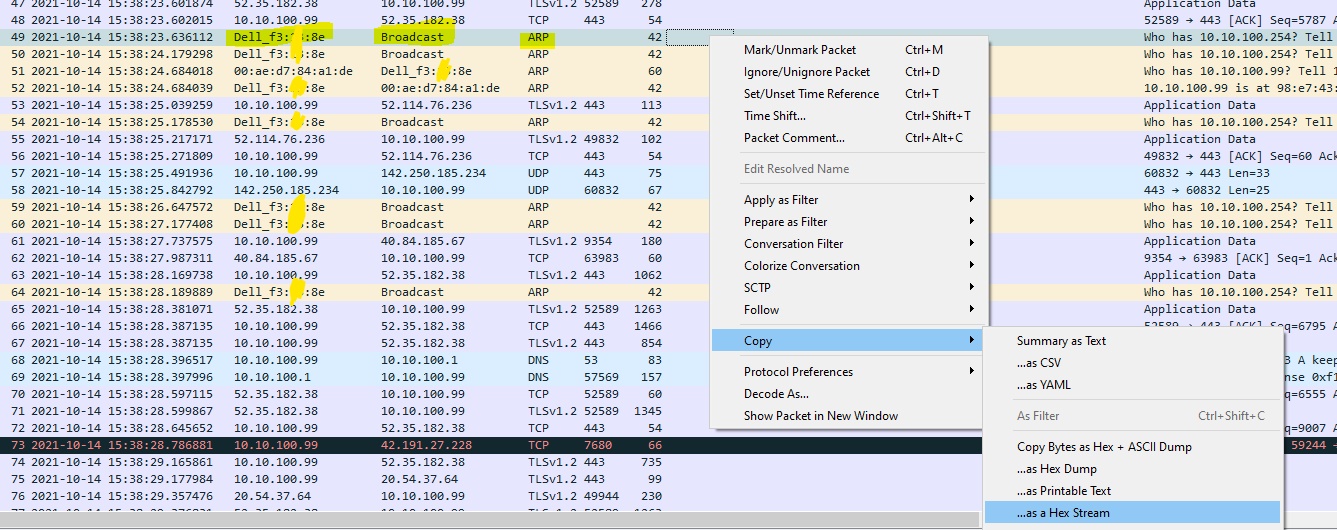 47 2021-10-14 15:38:23.601874 52.35.182.38 10.10.100.99 TLSv1.2 52589 278 Application Data
48 2021-10-14 15:38:23.602015 10.10.100.99 52.35.182.38 TCP 443 54 52589 → 443 [ACK] Seq=5787 A
49 2021-10-14 15:38:23.636112 Dell_f3: :8e Broadcast ARP 42 Who has 10.10.100.254? Tell
50 2021-10-14 15:38:24.179298 Dell_f3: :8e Broadcast ARP 42 Who has 10.10.100.254? Tell
51 2021-10-14 15:38:24.684018 00:ae:d7:84:a1:de Dell_f3: :8e ARP 60 Who has 10.10.100.99? Tell 1
52 2021-10-14 15:38:24.684039 Dell_f3: :8e 00:ae:d7:84:a1:de ARP 42 10.10.100.99 is at 98:e7:43:
53 2021-10-14 15:38:25.039259 10.10.100.99 52.114.76.236 TLSv1.2 443 113 Application Data
54 2021-10-14 15:38:25.178530 Dell_f3: :8e Broadcast ARP 42 Who has 10.10.100.254? Tell
55 2021-10-14 15:38:25.217171 52.114.76.236 10.10.100.99 TLSv1.2 49832 102 Application Data
56 2021-10-14 15:38:25.271809 10.10.100.99 52.114.76.236 TCP 443 54 49832 → 443 [ACK] Seq=60 Ack
57 2021-10-14 15:38:25.491936 10.10.100.99 142.250.185.234 UDP 443 75 60832 → 443 Len=33
58 2021-10-14 15:38:25.842792 142.250.185.234 10.10.100.99 UDP 60832 67 443 → 60832 Len=25
59 2021-10-14 15:38:26.647572 Dell_f3: :8e Broadcast ARP 42 Who has 10.10.100.254? Tell
60 2021-10-14 15:38:27.177408 Dell_f3: :8e Broadcast ARP 42 Who has 10.10.100.254? Tell
61 2021-10-14 15:38:27.737575 10.10.100.99 40.84.185.67 TLSv1.2 9354 180 Application Data
62 2021-10-14 15:38:27.987311 40.84.185.67 10.10.100.99 TCP 63983 60 9354 → 63983 [ACK] Seq=1 Ack
63 2021-10-14 15:38:28.169738 10.10.100.99 52.35.182.38 TLSv1.2 443 1062 Application Data
64 2021-10-14 15:38:28.189889 Dell_f3: :8e Broadcast ARP 42 Who has 10.10.100.254? Tell
65 2021-10-14 15:38:28.381071 52.35.182.38 10.10.100.99 TLSv1.2 52589 1263 Application Data
66 2021-10-14 15:38:28.387135 10.10.100.99 52.35.182.38 TCP 443 1466 52589 → 443 [ACK] Seq=6795 A
67 2021-10-14 15:38:28.387135 10.10.100.99 52.35.182.38 TLSv1.2 443 854
68 2021-10-14 15:38:28.396517 10.10.100.99 10.10.100.1 DNS 53 83 3 A keep
69 2021-10-14 15:38:28.397996 10.10.100.1 10.10.100.99 DNS 57569 157 nse 0xf1
70 2021-10-14 15:38:28.597115 52.35.182.38 10.10.100.99 TCP 52589 60 q=6555 A
71 2021-10-14 15:38:28.599867 52.35.182.38 10.10.100.99 TLSv1.2 52589 1345
72 2021-10-14 15:38:28.645652 10.10.100.99 52.35.182.38 TCP 443 54 q=9007 A
73 2021-10-14 15:38:28.786881 10.10.100.99 42.191.27.228 TCP 7680 66 59244 →
74 2021-10-14 15:38:29.165861 10.10.100.99 52.35.182.38 TLSv1.2 443 735
75 2021-10-14 15:38:29.177984 10.10.100.99 20.54.37.64 TLSv1.2 443 99
76 2021-10-14 15:38:29.357476 20.54.37.64 10.10.100.99 TLSv1.2 49944 230
Mark/Unmark Packet Ctrl+M
Ignore/Unignore Packet Ctrl+D
Set/Unset Time Reference Ctrl+T
Time Shift... Ctrl+Shift+T
Packet Comment... Ctrl+Alt+C
Edit Resolved Name
Apply as Filter
Prepare as Filter
Conversation Filter
Colorize Conversation
SCTP
Follow
Copy
Protocol Preferences
Decode As...
Show Packet in New Window
Summary as Text
...as CSV
...as YAML
As Filter Ctrl+Shift+C
Copy Bytes as Hex + ASCII Dump
...as Hex Dump
...as Printable Text
...as a Hex Stream